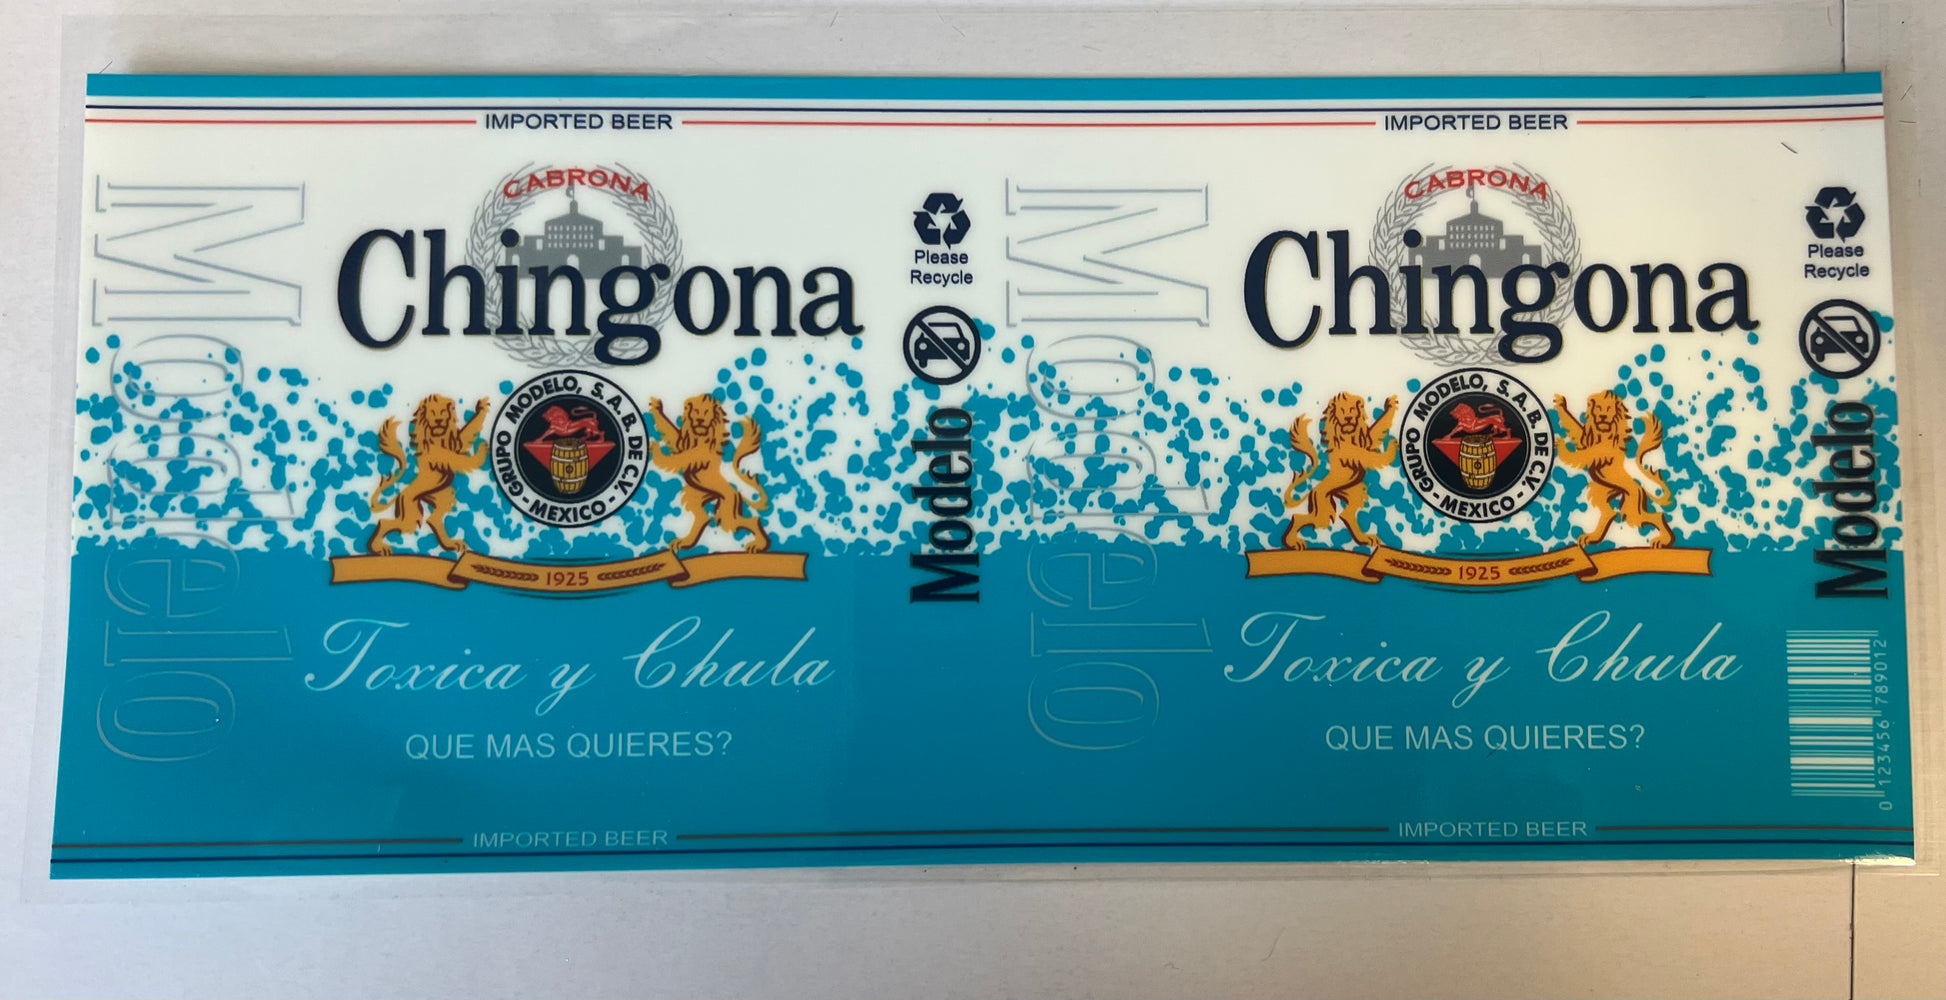 IMPORTED BEER
IMPORTED BEER
Modelo
CABRONA
Chingona
GRUPO MODELO, S.A.B. DE C.V. - MEXICO -
1925
Toxica y Chula
QUE MAS QUIERES?
Please
Recycle
Modelo
Modelo
CABRONA
Chingona
GRUPO MODELO, S.A.B. DE C.V. - MEXICO -
1925
Toxica y Chula
QUE MAS QUIERES?
Please
Recycle
Modelo
0 123456 789012
IMPORTED BEER
IMPORTED BEER